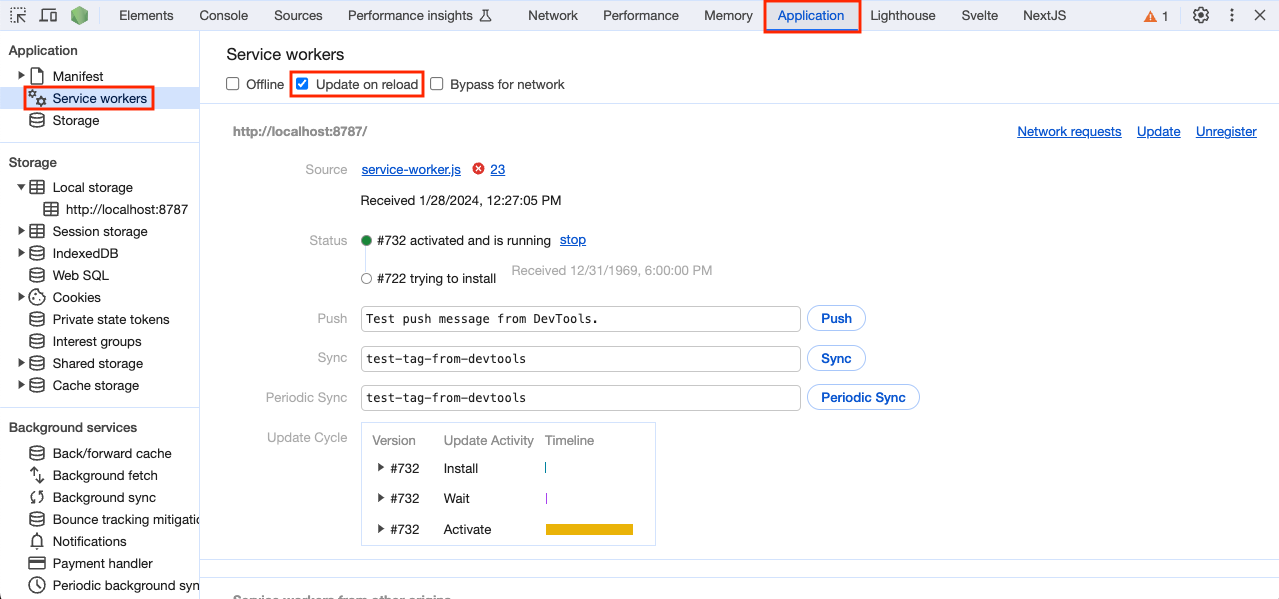 Elements Console Sources Performance insights Network Performance Memory Application Lighthouse Svelte NextJS 1
Application
Manifest
Service workers
Storage
Storage
Local storage
http://localhost:8787
Session storage
IndexedDB
Web SQL
Cookies
Private state tokens
Interest groups
Shared storage
Cache storage
Background services
Back/forward cache
Background fetch
Background sync
Bounce tracking mitigatio
Notifications
Payment handler
Periodic background syn
Service workers
Offline Update on reload Bypass for network
http://localhost:8787/ Network requests Update Unregister
Source service-worker.js 23
Received 1/28/2024, 12:27:05 PM
Status #732 activated and is running stop
#722 trying to install Received 12/31/1969, 6:00:00 PM
Push Test push message from DevTools. Push
Sync test-tag-from-devtools Sync
Periodic Sync test-tag-from-devtools Periodic Sync
Update Cycle Version Update Activity Timeline
#732 Install
#732 Wait
#732 Activate
Service workers from other origins